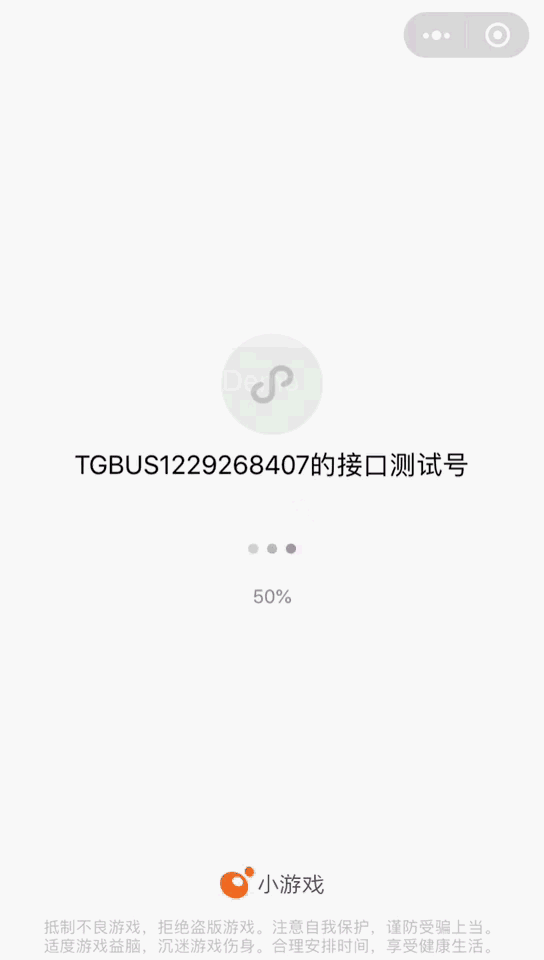 TGBUS1229268407的接口测试号
50%
小游戏
抵制不良游戏，拒绝盗版游戏。注意自我保护，谨防受骗上当。
适度游戏益脑，沉迷游戏伤身。合理安排时间，享受健康生活。